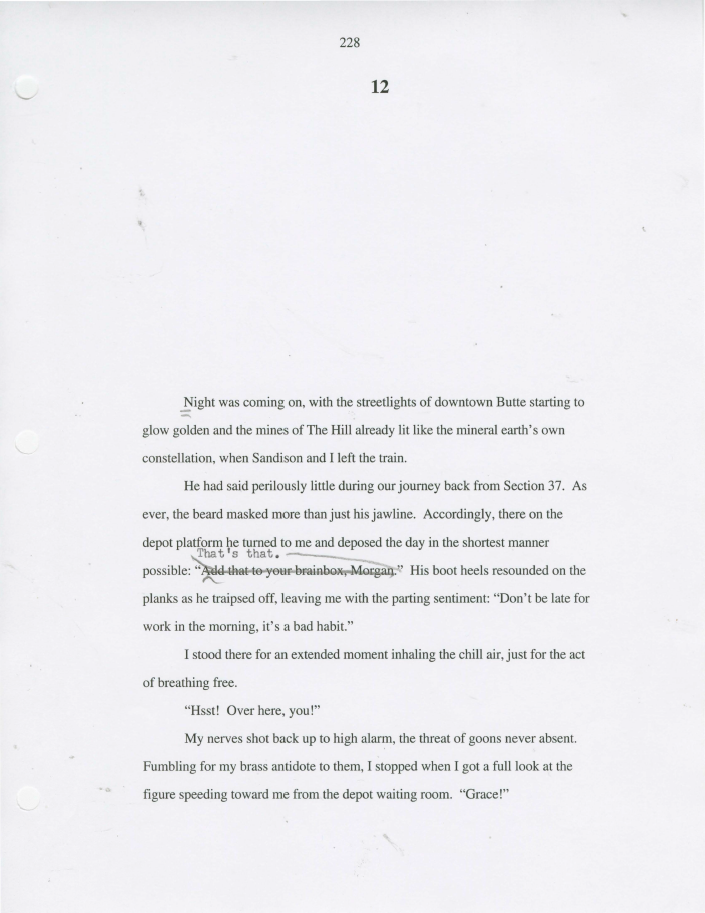 228
12
Night was coming on, with the streetlights of downtown Butte starting to
glow golden and the mines of The Hill already lit like the mineral earth's own
constellation, when Sandison and I left the train.
He had said perilously little during our journey back from Section 37. As
ever, the beard masked more than just his jawline. Accordingly, there on the
depot platform he turned to me and deposed the day in the shortest manner
That's that.
possible: “Add that to your brainbox, Morgan.” His boot heels resounded on the
planks as he traipsed off, leaving me with the parting sentiment: “Don't be late for
work in the morning, it's a bad habit.”
I stood there for an extended moment inhaling the chill air, just for the act
of breathing free.
“Hsst! Over here, you!”
My nerves shot back up to high alarm, the threat of goons never absent.
Fumbling for my brass antidote to them, I stopped when I got a full look at the
figure speeding toward me from the depot waiting room. “Grace!”